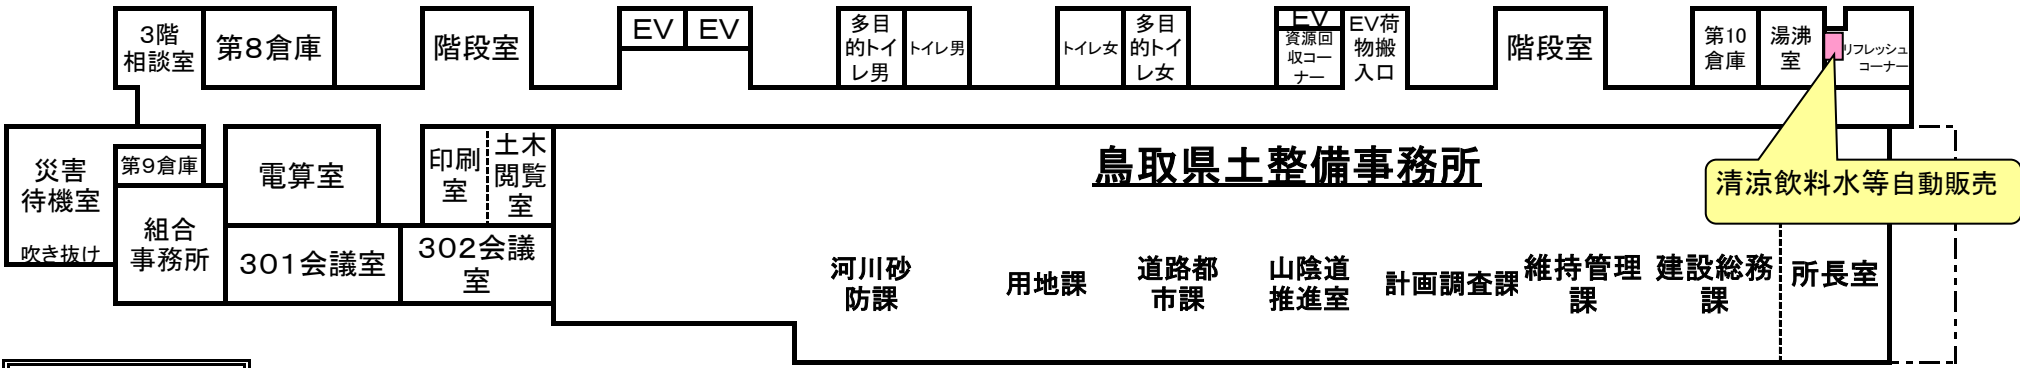 3階
相談室
第8倉庫
階段室
EV
EV
多目
的トイ
レ男
トイレ男
トイレ女
多目
的トイ
レ女
EV
資源回
収コー
ナー
EV荷
物搬
入口
階段室
第10
倉庫
湯沸
室
リフレッシュ
コーナー
災害
待機室
吹き抜け
第9倉庫
組合
事務所
電算室
印刷
室
土木
閲覧
室
301会議室
302会議
室
鳥取県土整備事務所
清涼飲料水等自動販売
河川砂
防課
用地課
道路都
市課
山陰道
推進室
計画調査課
維持管理
課
建設総務
課
所長室